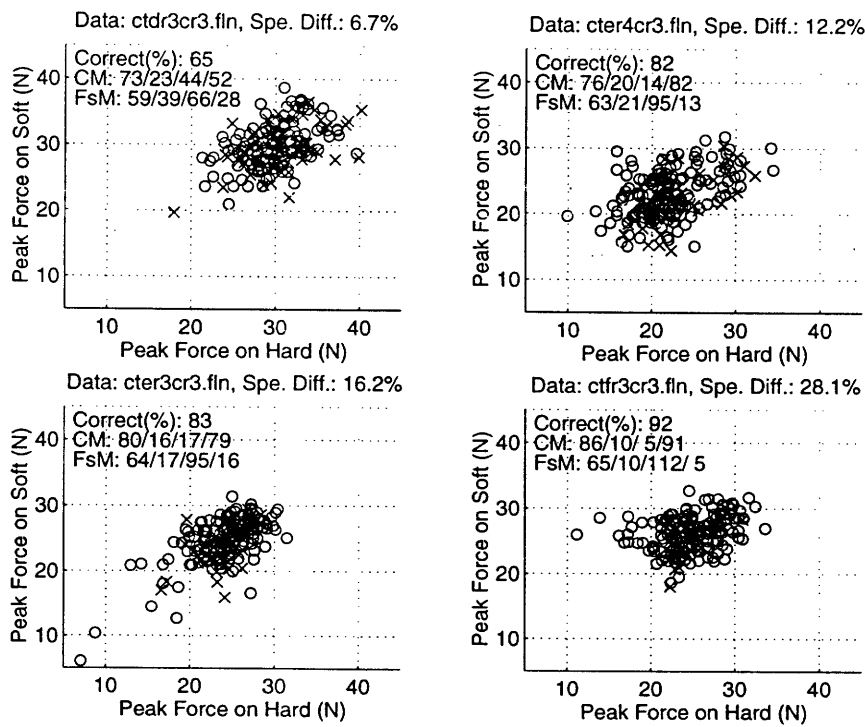 Data: ctdr3cr3.fln, Spe. Diff.: 6.7%
Correct(%): 65
CM: 73/23/44/52
FsM: 59/39/66/28
Peak Force on Soft (N)
40
30
20
10
10 20 30 40
Peak Force on Hard (N)
Data: cter4cr3.fln, Spe. Diff.: 12.2%
Correct(%): 82
CM: 76/20/14/82
FsM: 63/21/95/13
Peak Force on Soft (N)
40
30
20
10
10 20 30 40
Peak Force on Hard (N)
Data: cter3cr3.fln, Spe. Diff.: 16.2%
Correct(%): 83
CM: 80/16/17/79
FsM: 64/17/95/16
Peak Force on Soft (N)
40
30
20
10
10 20 30 40
Peak Force on Hard (N)
Data: ctfr3cr3.fln, Spe. Diff.: 28.1%
Correct(%): 92
CM: 86/10/ 5/91
FsM: 65/10/112/ 5
Peak Force on Soft (N)
40
30
20
10
10 20 30 40
Peak Force on Hard (N)